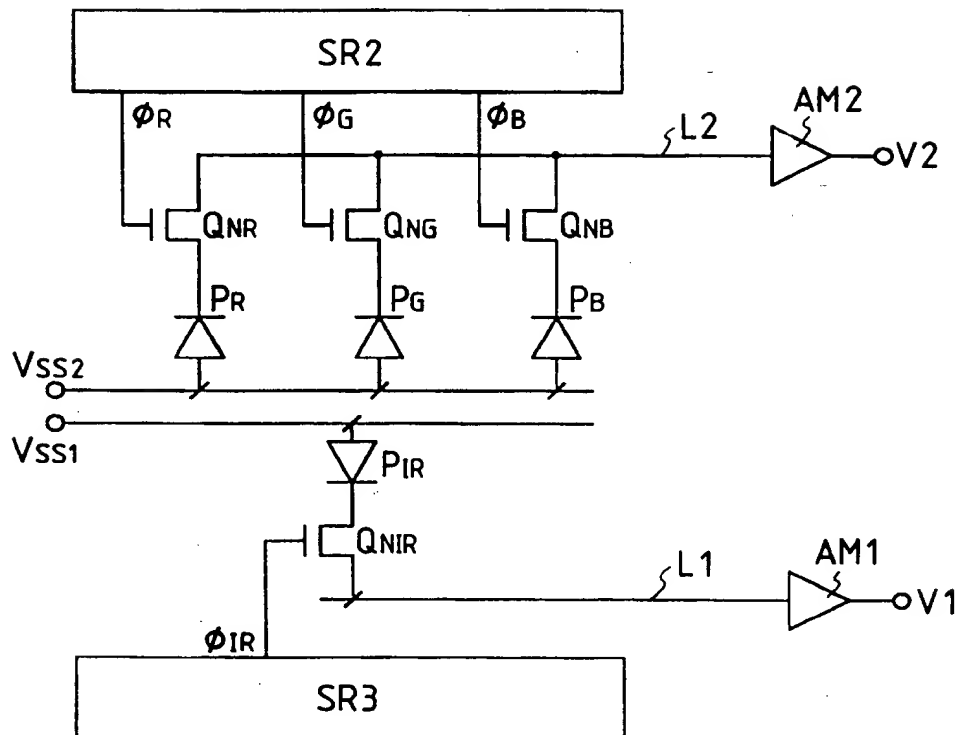 SR2
ϕR ϕG ϕB
L2 AM2
V2
QNR QNG QNB
PR PG PB
VSS2
VSS1
PIR
QNIR
L1 AM1
V1
ϕIR
SR3